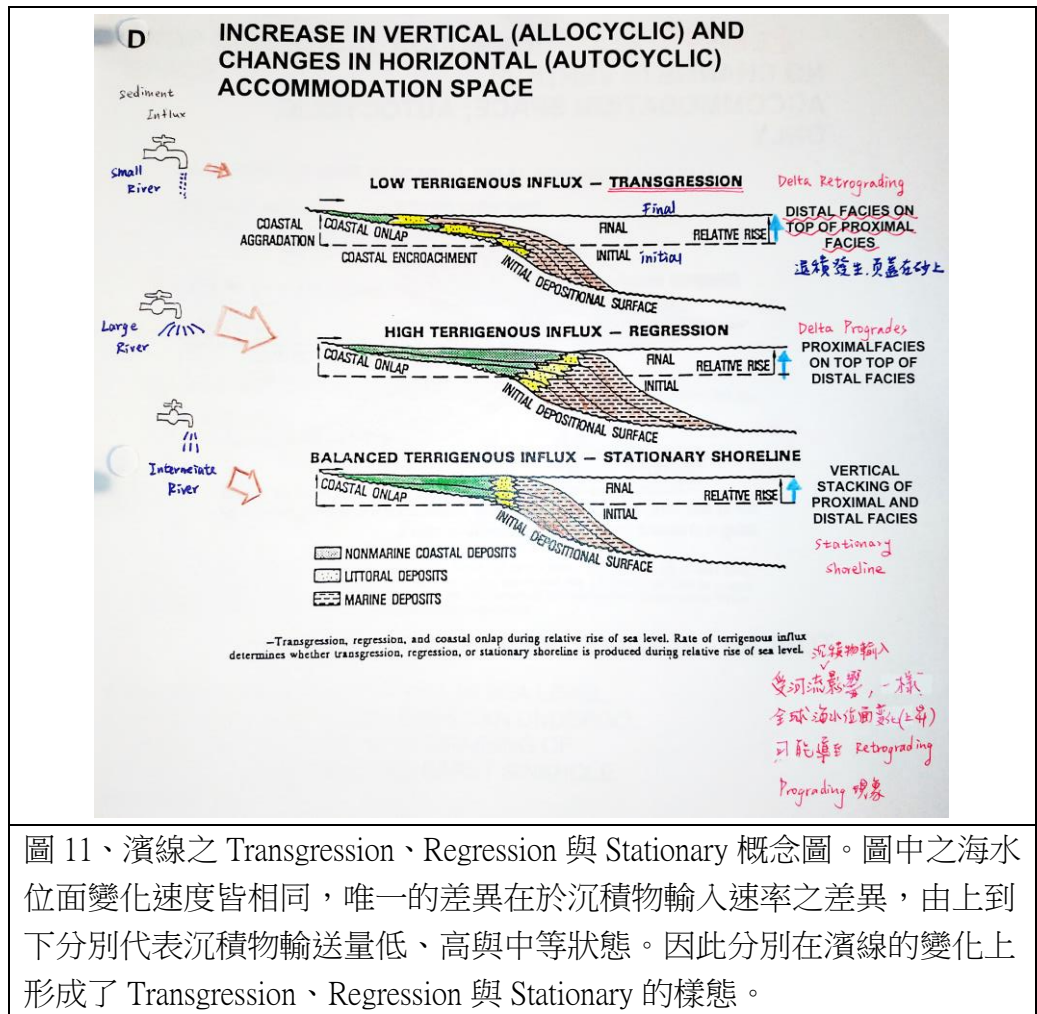 D
INCREASE IN VERTICAL (ALLOCYCLIC) AND
CHANGES IN HORIZONTAL (AUTOCYCLIC)
ACCOMMODATION SPACE
Sediment
Influx
Small
River
LOW TERRIGENOUS INFLUX – TRANSGRESSION
Delta Retrograding
Final
COASTAL
AGGRADATION
COASTAL ONLAP
FINAL
RELATIVE RISE
DISTAL FACIES ON
TOP OF PROXIMAL
FACIES
COASTAL ENCROACHMENT
INITIAL
initial
INITIAL DEPOSITIONAL SURFACE
退積發生,頁蓋在砂上
Large
River
HIGH TERRIGENOUS INFLUX – REGRESSION
Delta Progrades
COASTAL ONLAP
FINAL
RELATIVE RISE
INITIAL
INITIAL DEPOSITIONAL SURFACE
PROXIMALFACIES
ON TOP TOP OF
DISTAL FACIES
Intermeiate
River
BALANCED TERRIGENOUS INFLUX – STATIONARY SHORELINE
COASTAL ONLAP
FINAL
RELATIVE RISE
INITIAL
INITIAL DEPOSITIONAL SURFACE
VERTICAL
STACKING OF
PROXIMAL AND
DISTAL FACIES
Stationary
Shoreline
NONMARINE COASTAL DEPOSITS
LITTORAL DEPOSITS
MARINE DEPOSITS
–Transgression, regression, and coastal onlap during relative rise of sea level. Rate of terrigenous influx
determines whether transgression, regression, or stationary shoreline is produced during relative rise of sea level.
沉積物輸入
受河流影響,一樣
全球海水位面變化(上昇)
可能導致 Retrograding
Prograding 現象
圖 11、濱線之 Transgression、Regression 與 Stationary 概念圖。圖中之海水
位面變化速度皆相同,唯一的差異在於沉積物輸入速率之差異,由上到
下分別代表沉積物輸送量低、高與中等狀態。因此分別在濱線的變化上
形成了 Transgression、Regression 與 Stationary 的樣態。